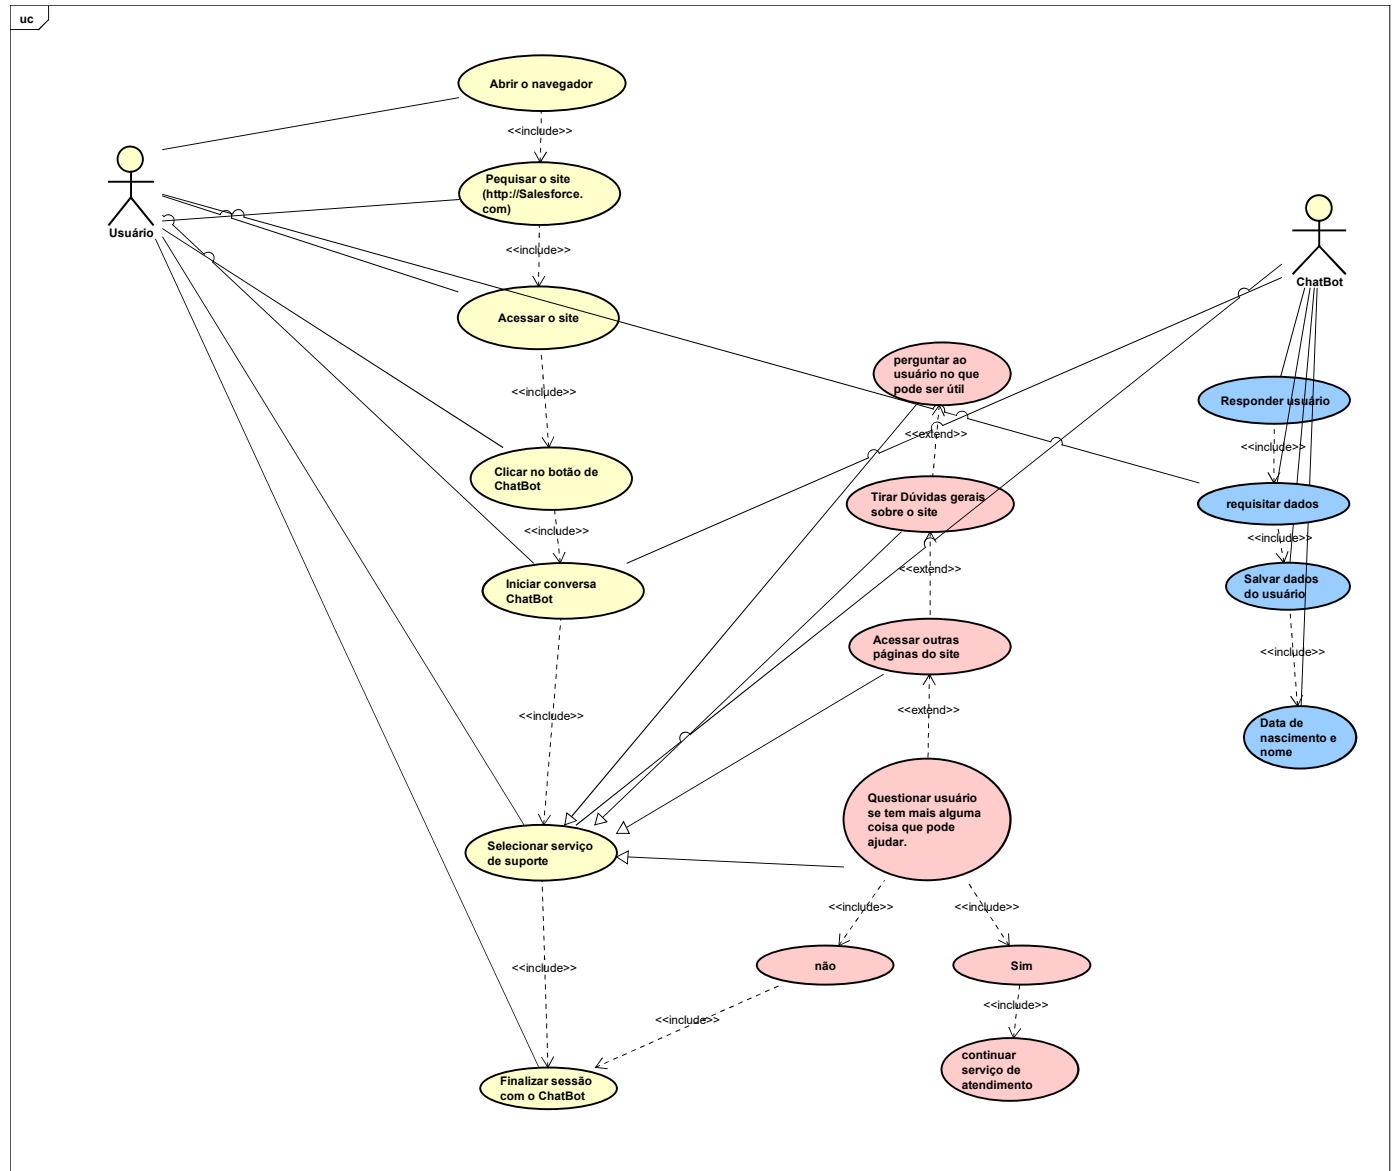 uc
Abrir o navegador
<<include>>
Pequisar o site
(http://Salesforce.
com)
Usuário
<<include>>
ChatBot
Acessar o site
perguntar ao
usuário no que
pode ser útil
<<include>>
Responder usuário
<<extend>>
<<include>>
Clicar no botão de
ChatBot
Tirar Dúvidas gerais
sobre o site
requisitar dados
<<include>>
<<include>>
<<extend>>
Iniciar conversa
ChatBot
Salvar dados
do usuário
Acessar outras
páginas do site
<<include>>
<<include>>
<<extend>>
Data de
nascimento e
nome
Questionar usuário
se tem mais alguma
coisa que pode
ajudar.
Selecionar serviço
de suporte
<<include>>
<<include>>
<<include>>
não
Sim
<<include>>
<<include>>
continuar
serviço de
atendimento
Finalizar sessão
com o ChatBot